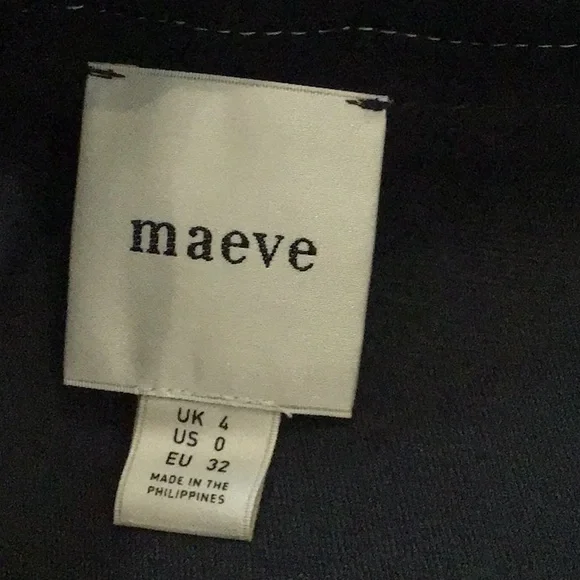 maeve
UK 4
US 0
EU 32
MADE IN THE
PHILIPPINES